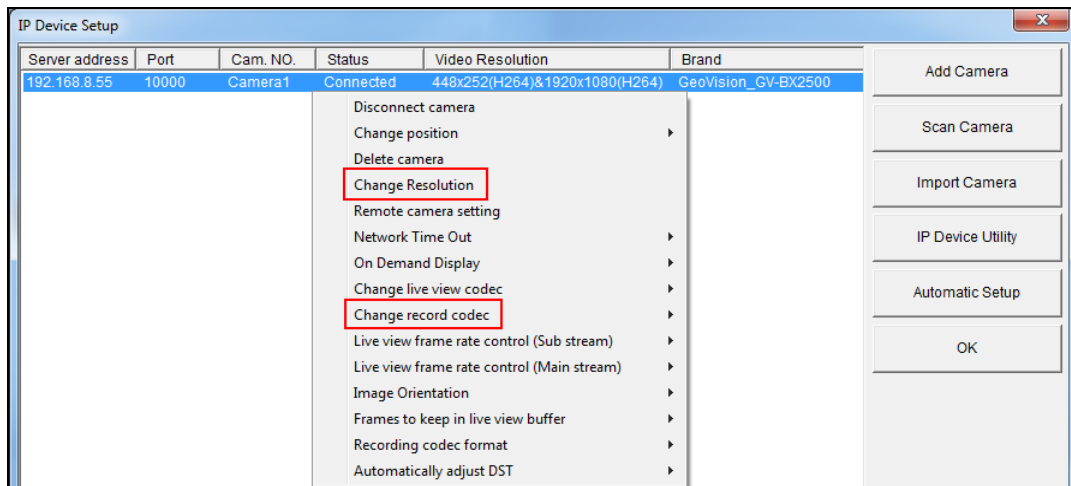 IP Device Setup
Server address Port Cam. NO. Status Video Resolution Brand
192.168.8.55 10000 Camera1 Connected 448x252(H264)&1920x1080(H264) GeoVision_GV-BX2500
Disconnect camera
Change position
Delete camera
Change Resolution
Remote camera setting
Network Time Out
On Demand Display
Change live view codec
Change record codec
Live view frame rate control (Sub stream)
Live view frame rate control (Main stream)
Image Orientation
Frames to keep in live view buffer
Recording codec format
Automatically adjust DST
Add Camera
Scan Camera
Import Camera
IP Device Utility
Automatic Setup
OK